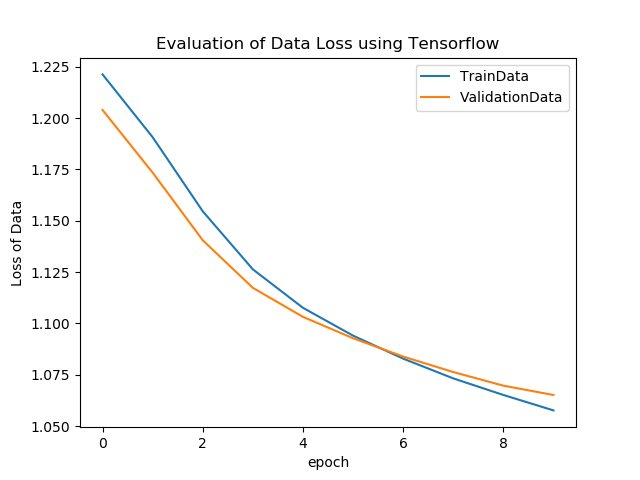 Evaluation of Data Loss using Tensorflow
TrainData
ValidationData
Loss of Data
1.225
1.200
1.175
1.150
1.125
1.100
1.075
1.050
0 2 4 6 8
epoch